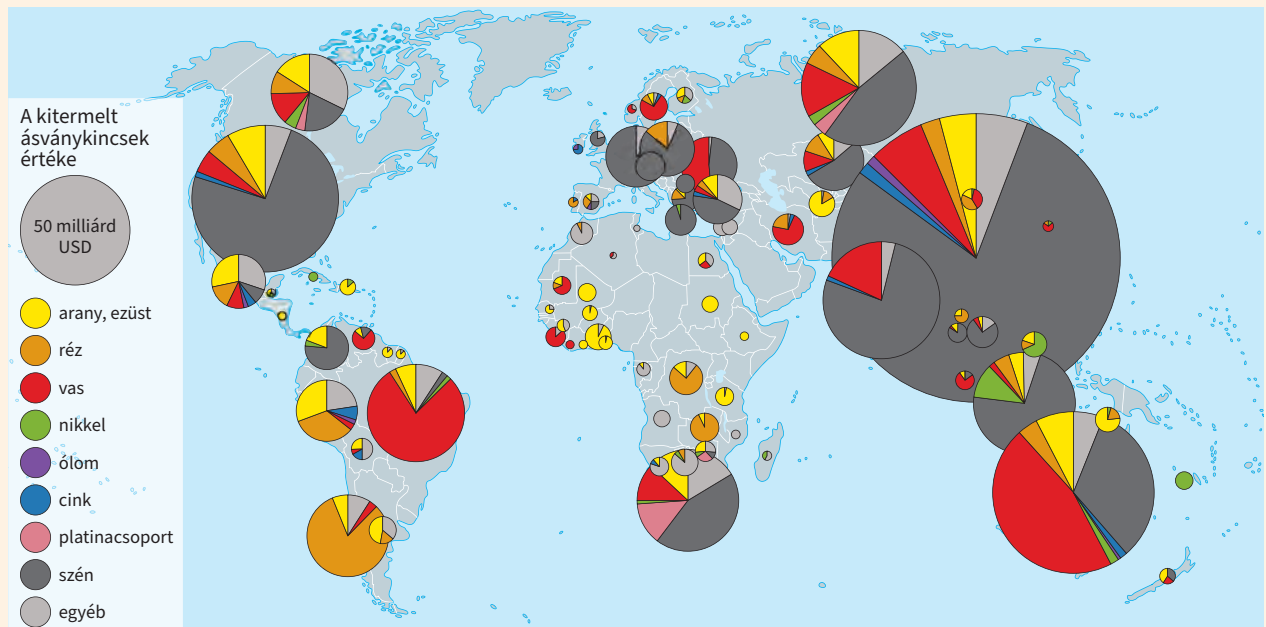 A kitermelt
ásványkincsek
értéke
50 milliárd
USD
arany, ezüst
réz
vas
nikkel
ólom
cink
platinacsoport
szén
egyéb